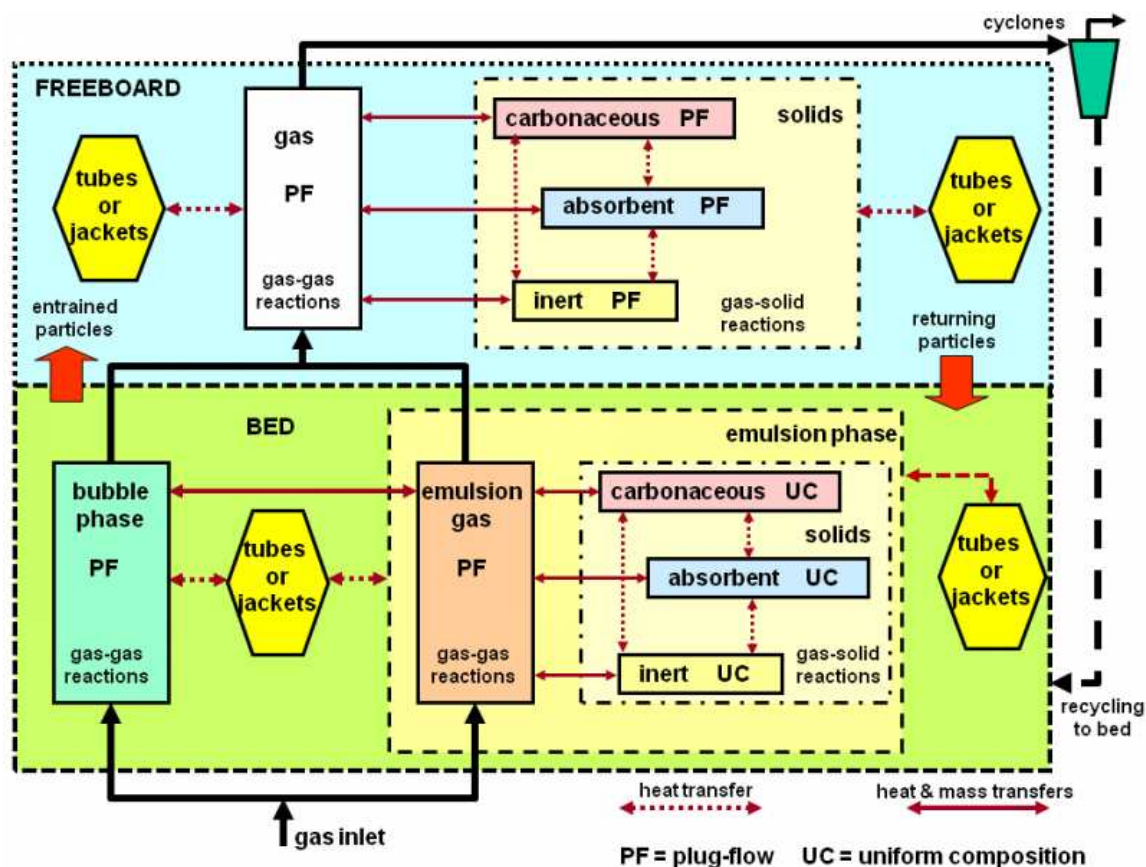 cyclones
FREEBOARD
gas
PF
gas-gas
reactions
carbonaceous PF
solids
absorbent PF
inert PF
gas-solid
reactions
tubes
or
jackets
tubes
or
jackets
entrained
particles
returning
particles
BED
emulsion phase
bubble
phase
PF
gas-gas
reactions
tubes
or
jackets
emulsion
gas
PF
gas-gas
reactions
carbonaceous UC
solids
absorbent UC
inert UC
gas-solid
reactions
tubes
or
jackets
recycling
to bed
gas inlet
heat transfer
heat & mass transfers
PF = plug-flow UC = uniform composition